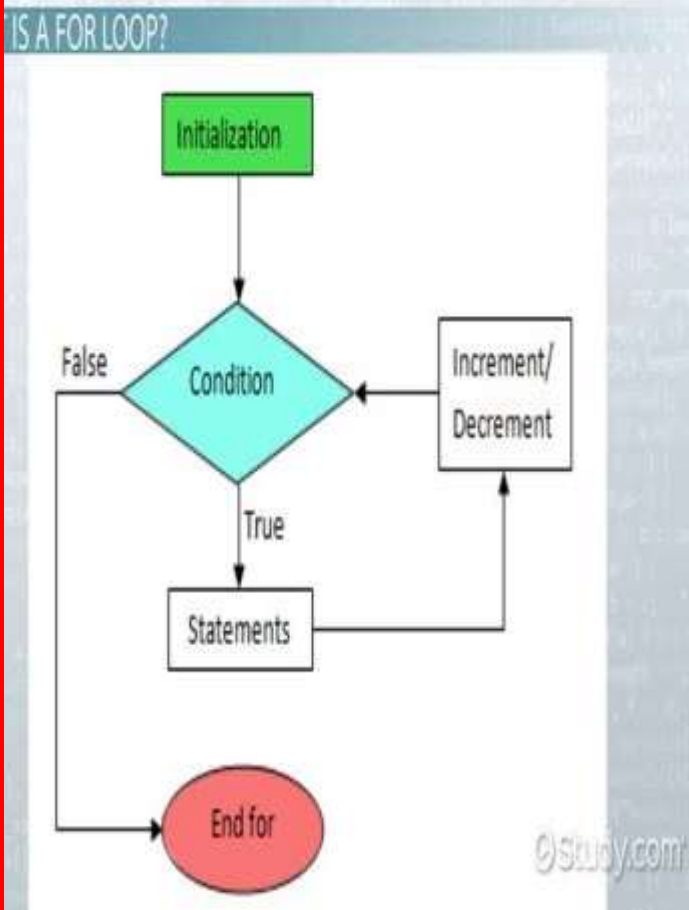 IS A FOR LOOP?
Initialization
False
Condition
Increment/
Decrement
True
Statements
End for
Study.com